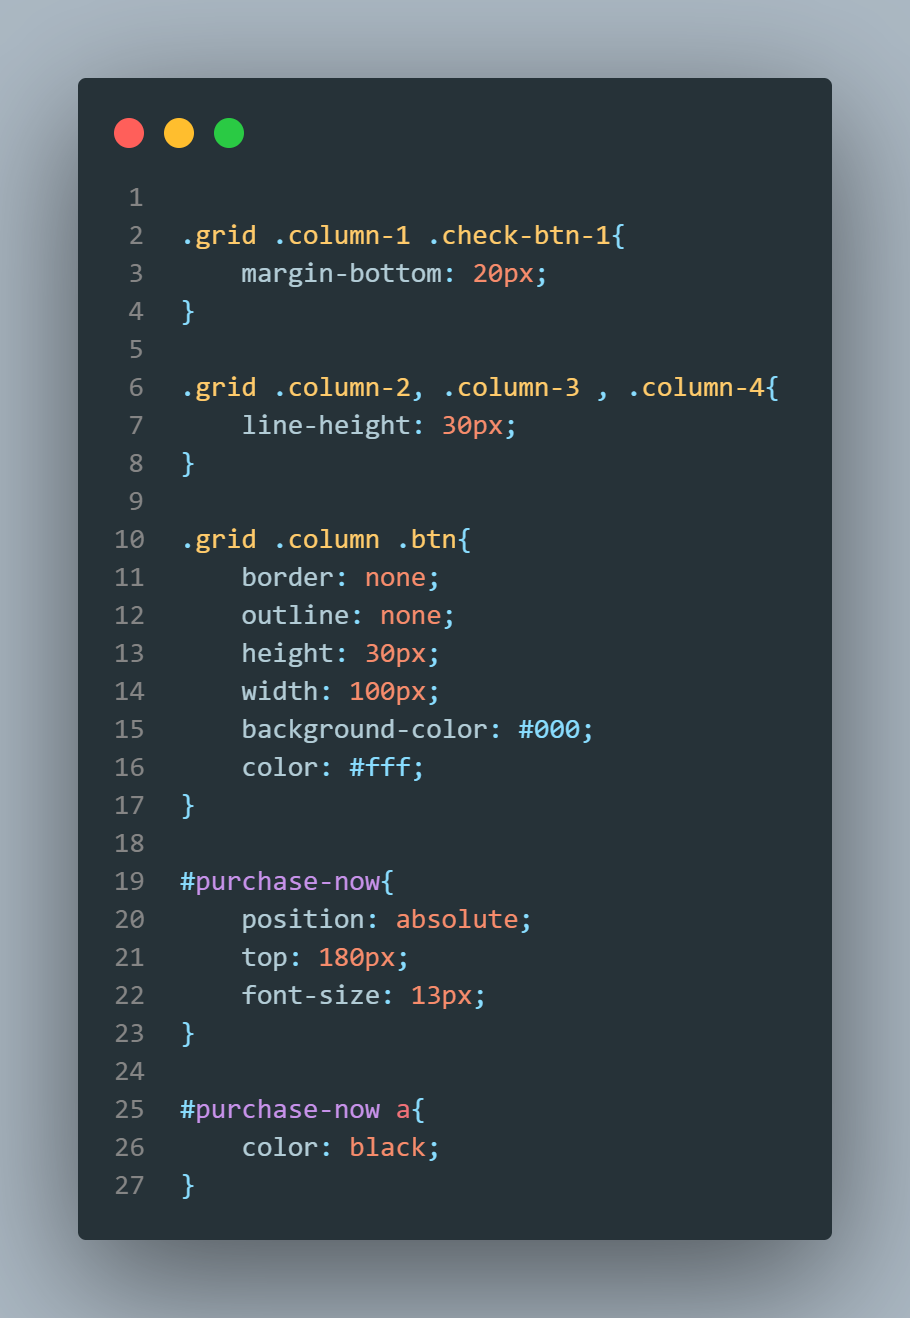 1
2 .grid .column-1 .check-btn-1{
3     margin-bottom: 20px;
4 }
5
6 .grid .column-2, .column-3 , .column-4{
7     line-height: 30px;
8 }
9
10 .grid .column .btn{
11     border: none;
12     outline: none;
13     height: 30px;
14     width: 100px;
15     background-color: #000;
16     color: #fff;
17 }
18
19 #purchase-now{
20     position: absolute;
21     top: 180px;
22     font-size: 13px;
23 }
24
25 #purchase-now a{
26     color: black;
27 }